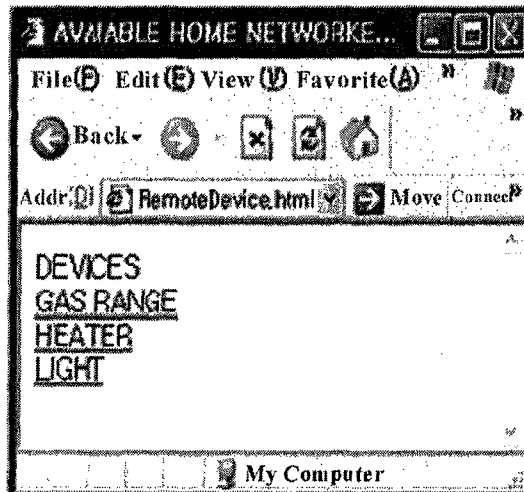 AVAIABLE HOME NETWORKE...
File(F) Edit(E) View (V) Favorite(A) »
Back »
Addr.(D) RemoteDevice.html Move Connect »
DEVICES
GAS RANGE
HEATER
LIGHT
My Computer